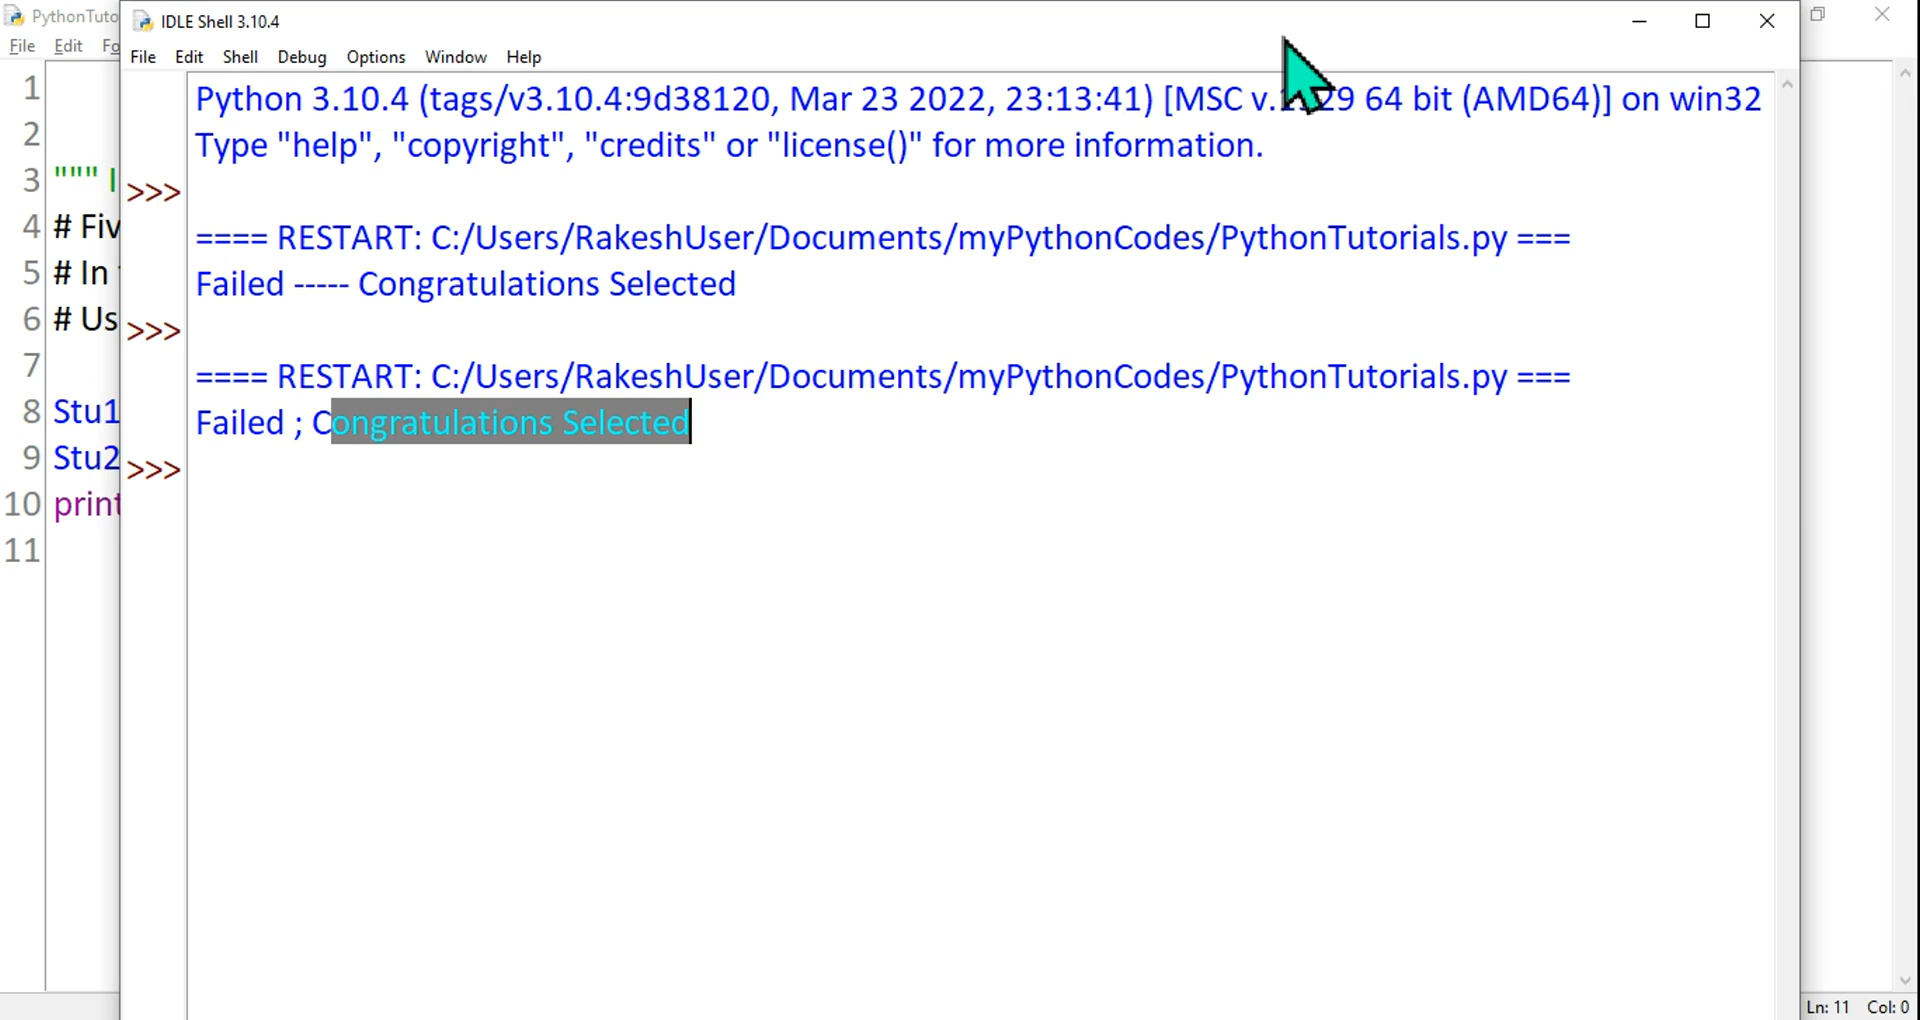 PythonTuto
File Edit Fo
1
2
3 """ I
4 # Fiv
5 # In
6 # Us
7
8 Stu1
9 Stu2
10 print
11
IDLE Shell 3.10.4
File Edit Shell Debug Options Window Help
Python 3.10.4 (tags/v3.10.4:9d38120, Mar 23 2022, 23:13:41) [MSC v.1929 64 bit (AMD64)] on win32
Type "help", "copyright", "credits" or "license()" for more information.
>>>
==== RESTART: C:/Users/RakeshUser/Documents/myPythonCodes/PythonTutorials.py ===
Failed ----- Congratulations Selected
>>>
==== RESTART: C:/Users/RakeshUser/Documents/myPythonCodes/PythonTutorials.py ===
Failed ; Congratulations Selected
>>>
Ln: 11 Col: 0